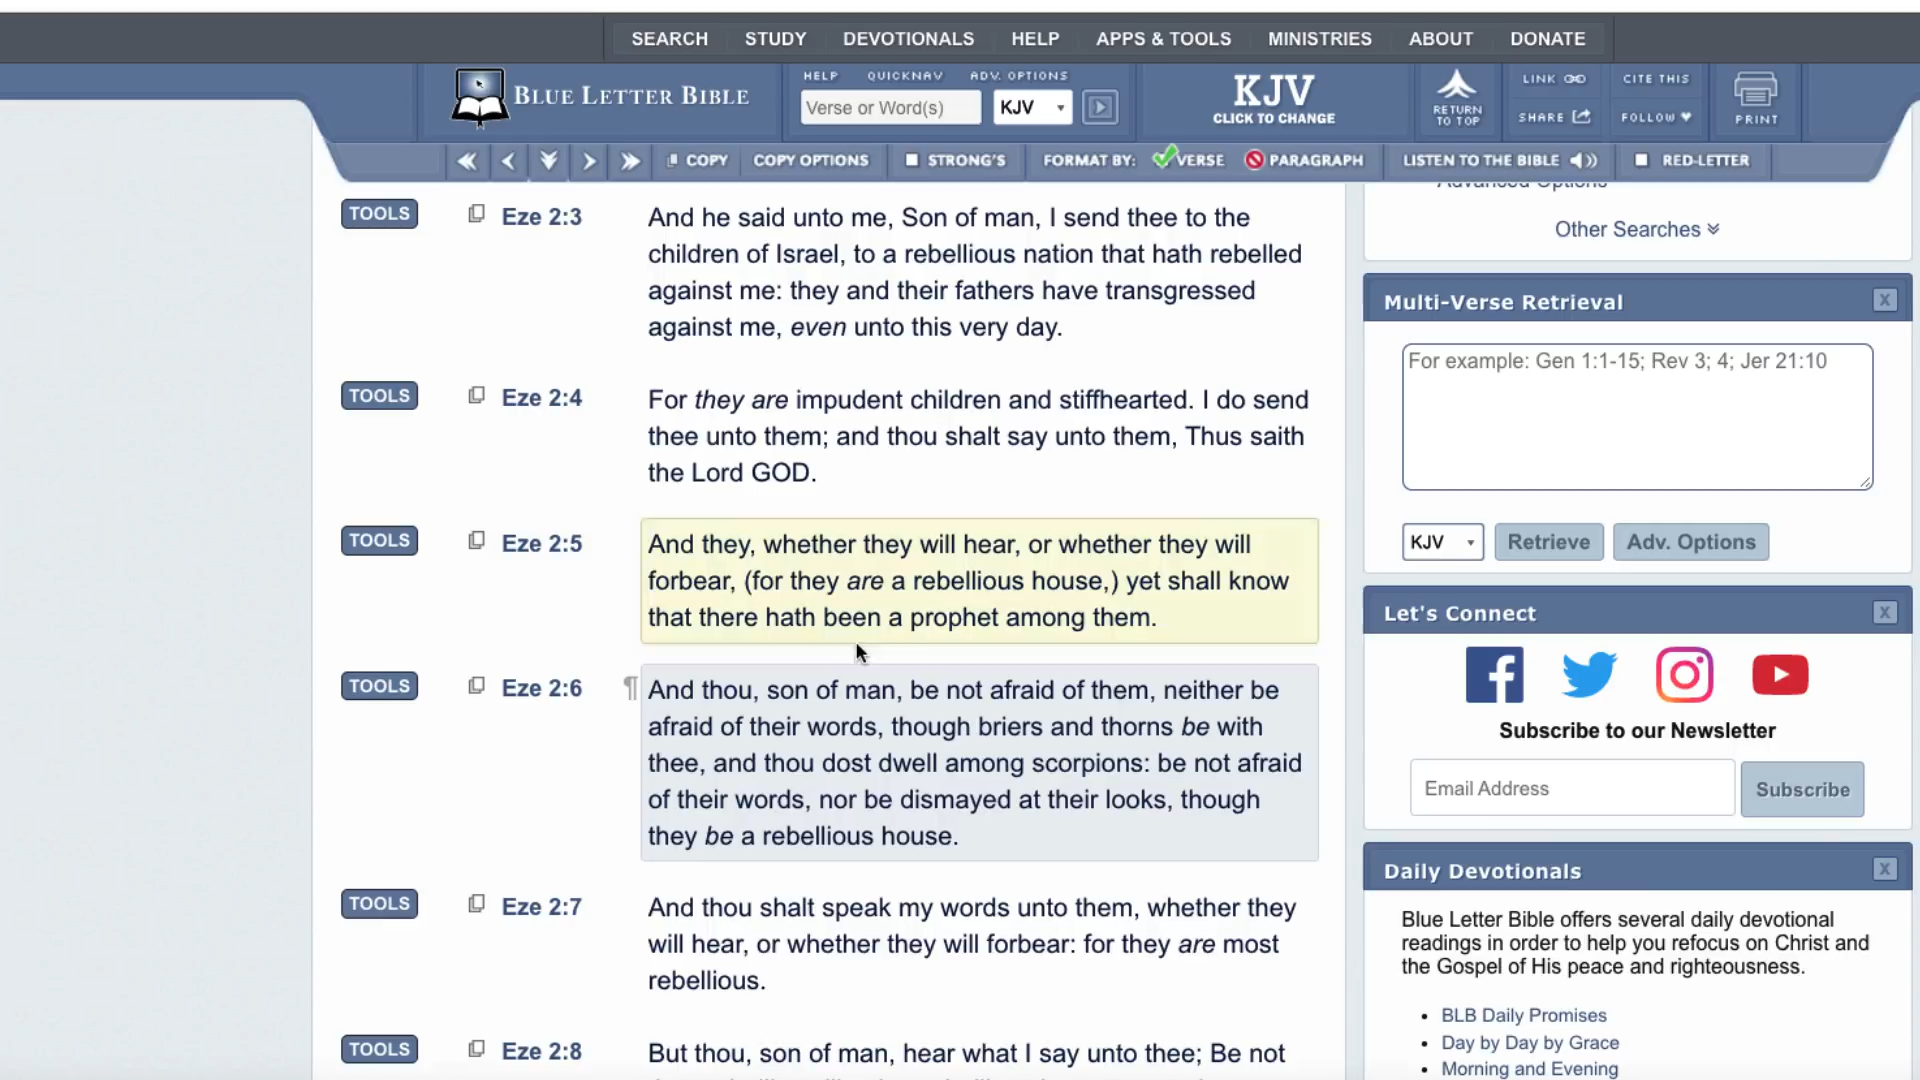 SEARCH STUDY DEVOTIONALS HELP APPS & TOOLS MINISTRIES ABOUT DONATE
BLUE LETTER BIBLE
HELP QUICKNAV ADV. OPTIONS
Verse or Word(s) KJV
KJV
CLICK TO CHANGE
RETURN
TO TOP
LINK CITE THIS
SHARE FOLLOW
PRINT
COPY COPY OPTIONS STRONG'S FORMAT BY: VERSE PARAGRAPH LISTEN TO THE BIBLE RED-LETTER
TOOLS Eze 2:3 And he said unto me, Son of man, I send thee to the
children of Israel, to a rebellious nation that hath rebelled
against me: they and their fathers have transgressed
against me, even unto this very day.
TOOLS Eze 2:4 For they are impudent children and stiffhearted. I do send
thee unto them; and thou shalt say unto them, Thus saith
the Lord GOD.
TOOLS Eze 2:5 And they, whether they will hear, or whether they will
forbear, (for they are a rebellious house,) yet shall know
that there hath been a prophet among them.
TOOLS Eze 2:6 ¶ And thou, son of man, be not afraid of them, neither be
afraid of their words, though briers and thorns be with
thee, and thou dost dwell among scorpions: be not afraid
of their words, nor be dismayed at their looks, though
they be a rebellious house.
TOOLS Eze 2:7 And thou shalt speak my words unto them, whether they
will hear, or whether they will forbear: for they are most
rebellious.
TOOLS Eze 2:8 But thou, son of man, hear what I say unto thee; Be not
Advanced Options
Other Searches
Multi-Verse Retrieval X
For example: Gen 1:1-15; Rev 3; 4; Jer 21:10
KJV Retrieve Adv. Options
Let's Connect X
Subscribe to our Newsletter
Email Address Subscribe
Daily Devotionals X
Blue Letter Bible offers several daily devotional
readings in order to help you refocus on Christ and
the Gospel of His peace and righteousness.
• BLB Daily Promises
• Day by Day by Grace
• Morning and Evening